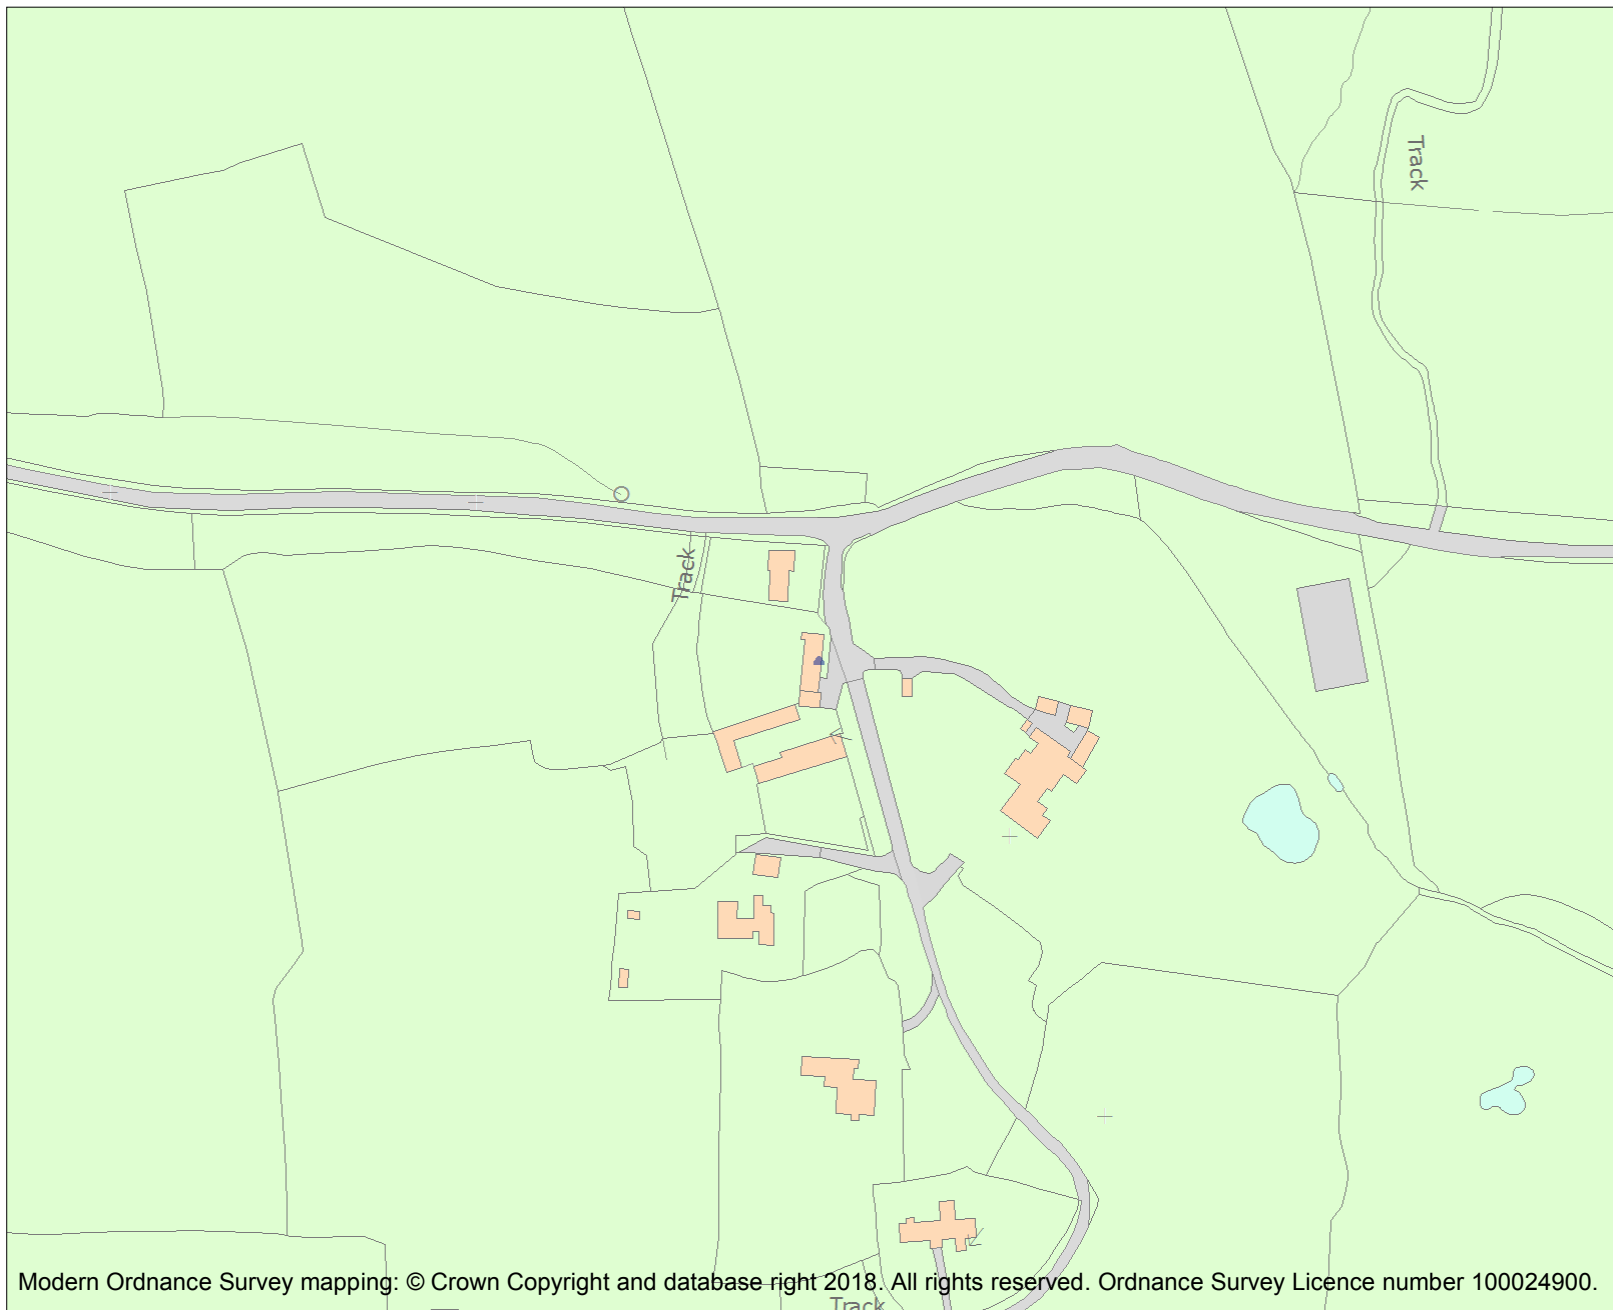 Track
Track
Modern Ordnance Survey mapping: © Crown Copyright and database right 2018. All rights reserved. Ordnance Survey Licence number 100024900.
Track